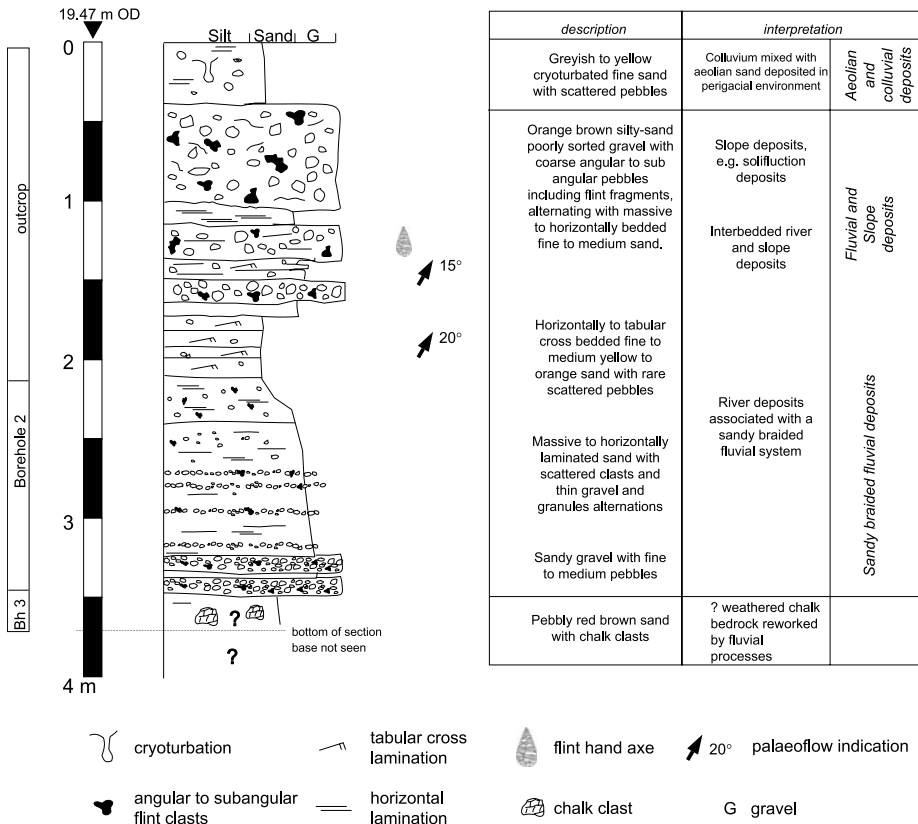 19.47 m OD
Silt Sand G
0
1
2
3
4 m
outcrop
Borehole 2
Bh 3
15°
20°
?
?
bottom of section
base not seen
description
interpretation
Greyish to yellow
cryoturbated fine sand
with scattered pebbles
Colluvium mixed with
aeolian sand deposited in
perigacial environment
Aeolian
and
colluvial
deposits
Orange brown silty-sand
poorly sorted gravel with
coarse angular to sub
angular pebbles
including flint fragments,
alternating with massive
to horizontally bedded
fine to medium sand.
Slope deposits,
e.g. solifluction
deposits
Interbedded river
and slope
deposits
Fluvial and
Slope
deposits
Horizontally to tabular
cross bedded fine to
medium yellow to
orange sand with rare
scattered pebbles
Massive to horizontally
laminated sand with
scattered clasts and
thin gravel and
granules alternations
Sandy gravel with fine
to medium pebbles
River deposits
associated with a
sandy braided
fluvial system
Sandy braided fluvial deposits
Pebbly red brown sand
with chalk clasts
? weathered chalk
bedrock reworked
by fluvial
processes
cryoturbation
tabular cross
lamination
flint hand axe
20° palaeoflow indication
angular to subangular
flint clasts
horizontal
lamination
chalk clast
G gravel